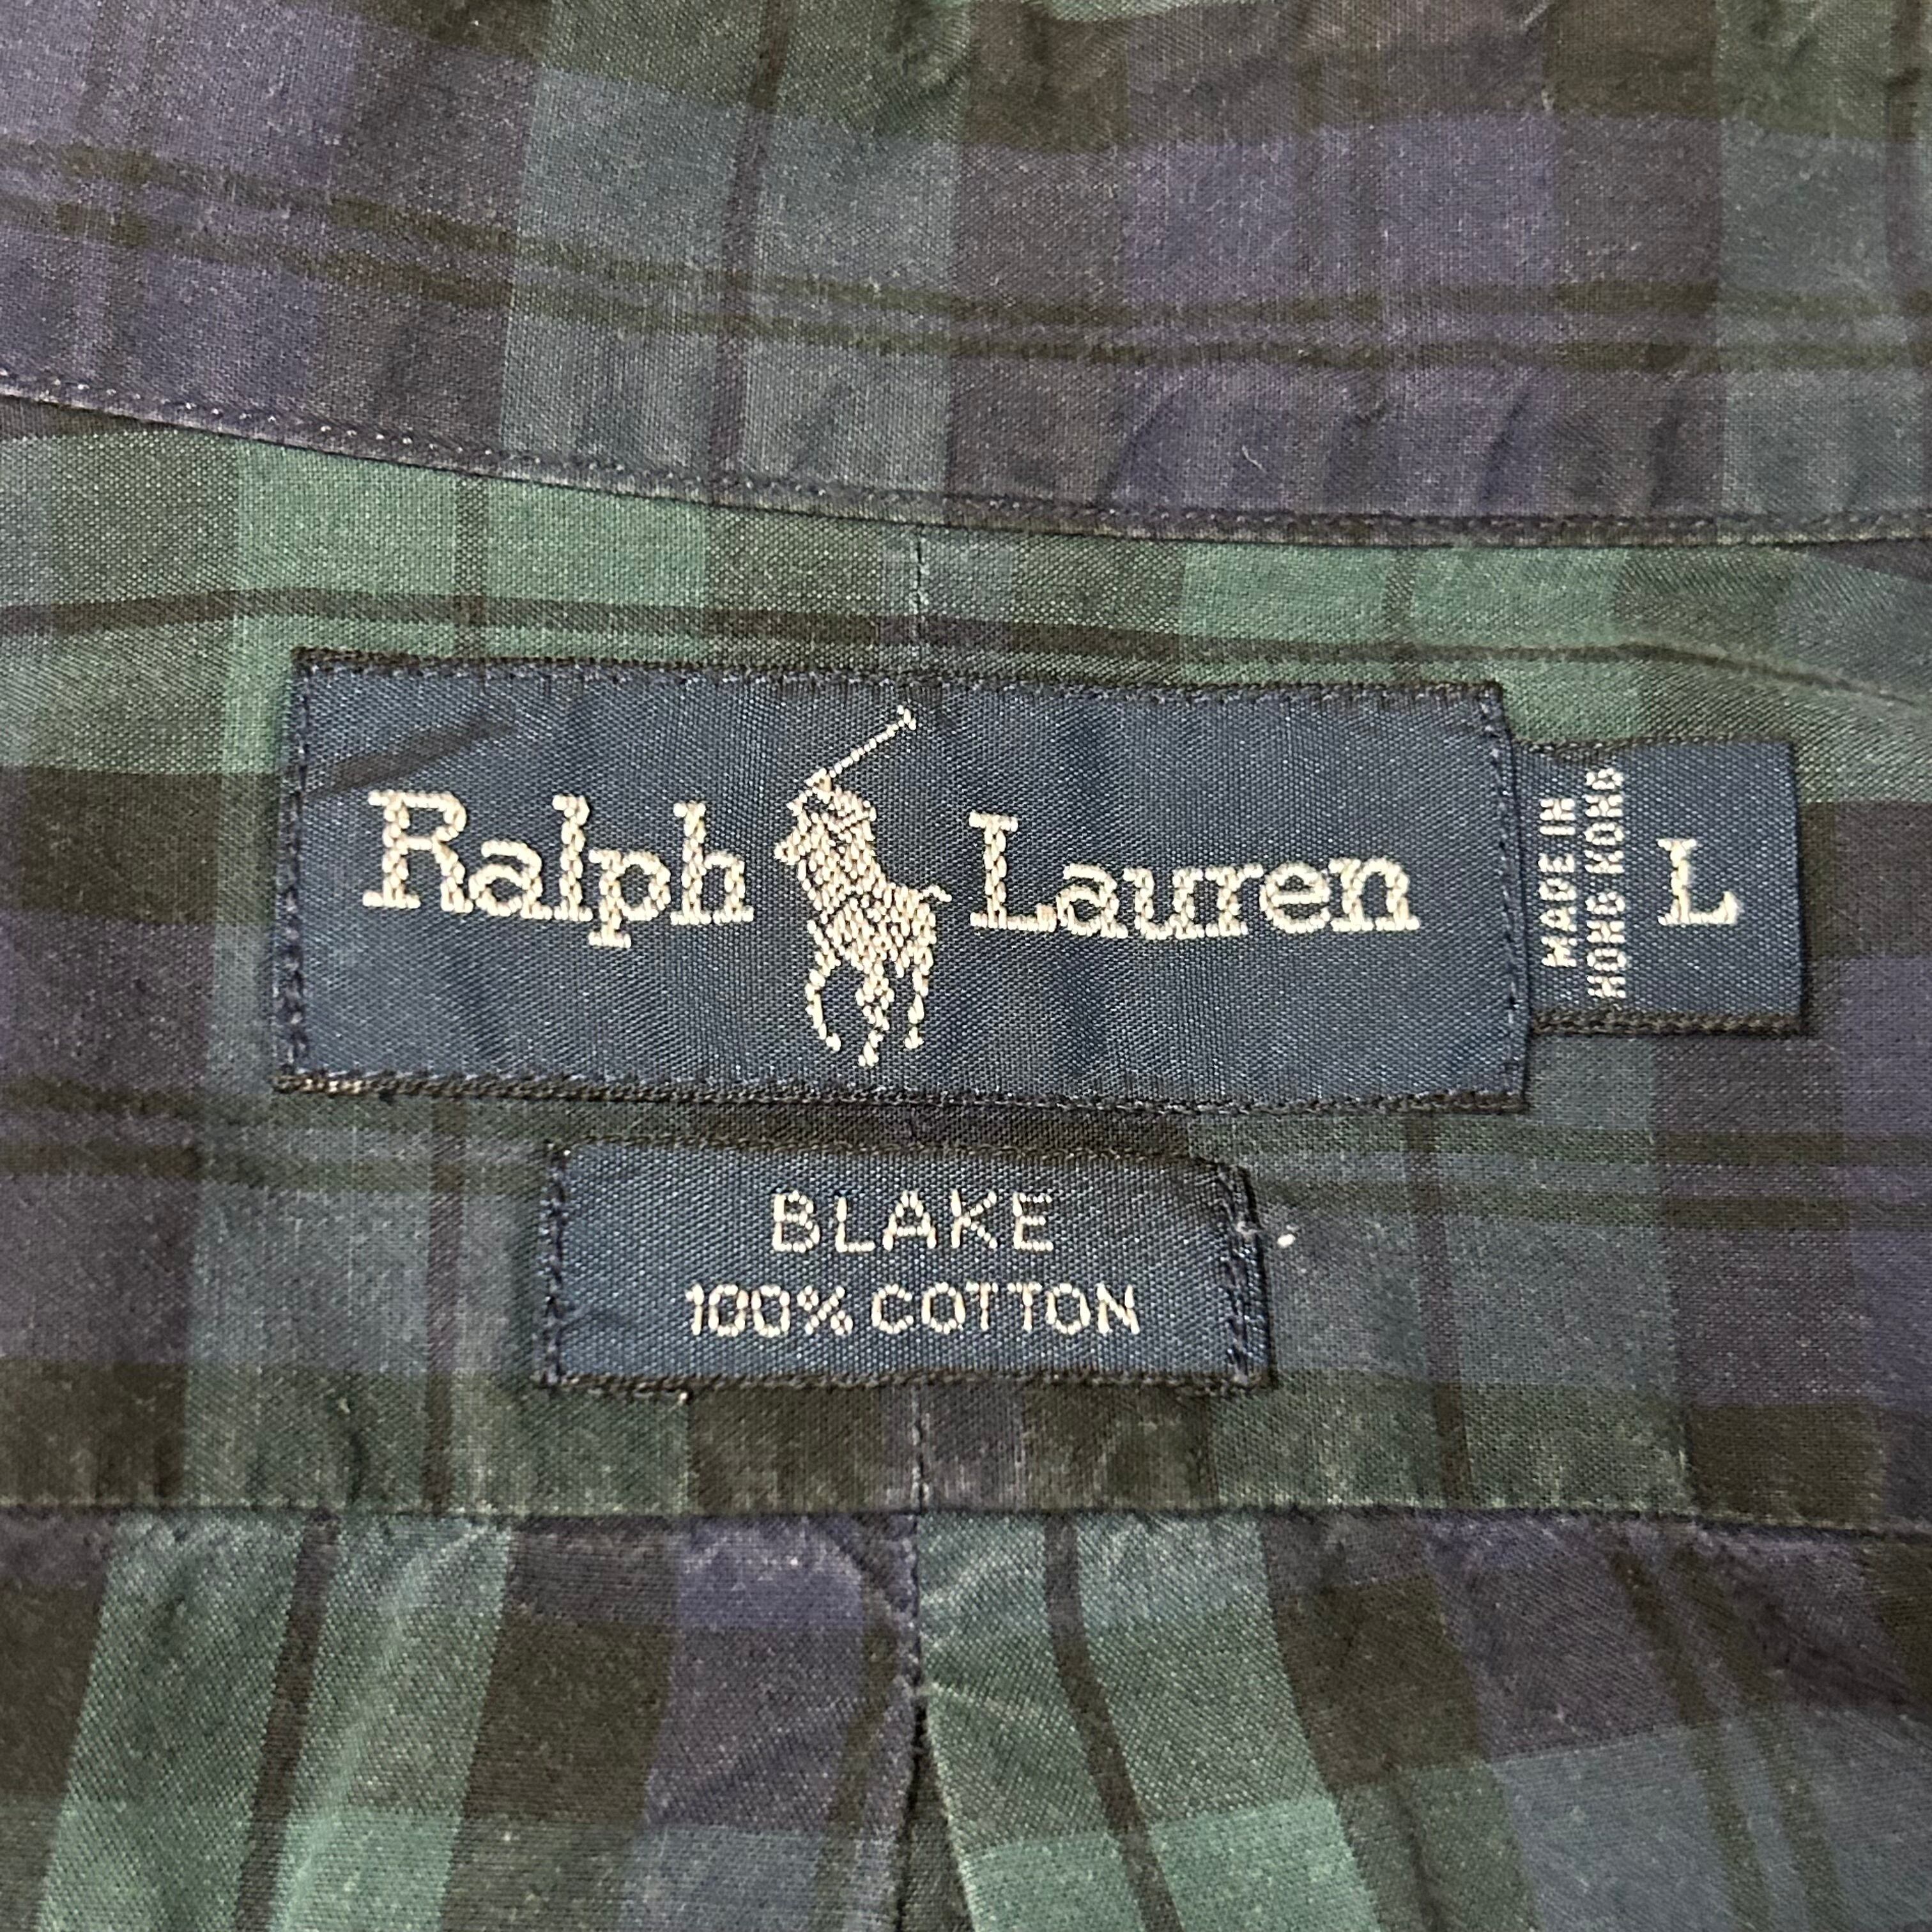 Ralph Lauren
MADE IN
HONG KONG
L
BLAKE
100% COTTON